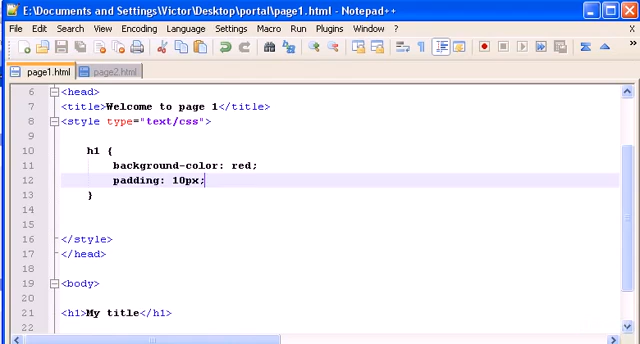 E:\Documents and Settings\Victor\Desktop\portal\page1.html - Notepad++
File Edit Search View Encoding Language Settings Macro Run Plugins Window ? X
page1.html page2.html
6 <head>
7 <title>Welcome to page 1</title>
8 <style type="text/css">
9
10 h1 {
11 background-color: red;
12 padding: 10px;
13 }
14
15
16 </style>
17 </head>
18
19 <body>
20
21 <h1>My title</h1>
22